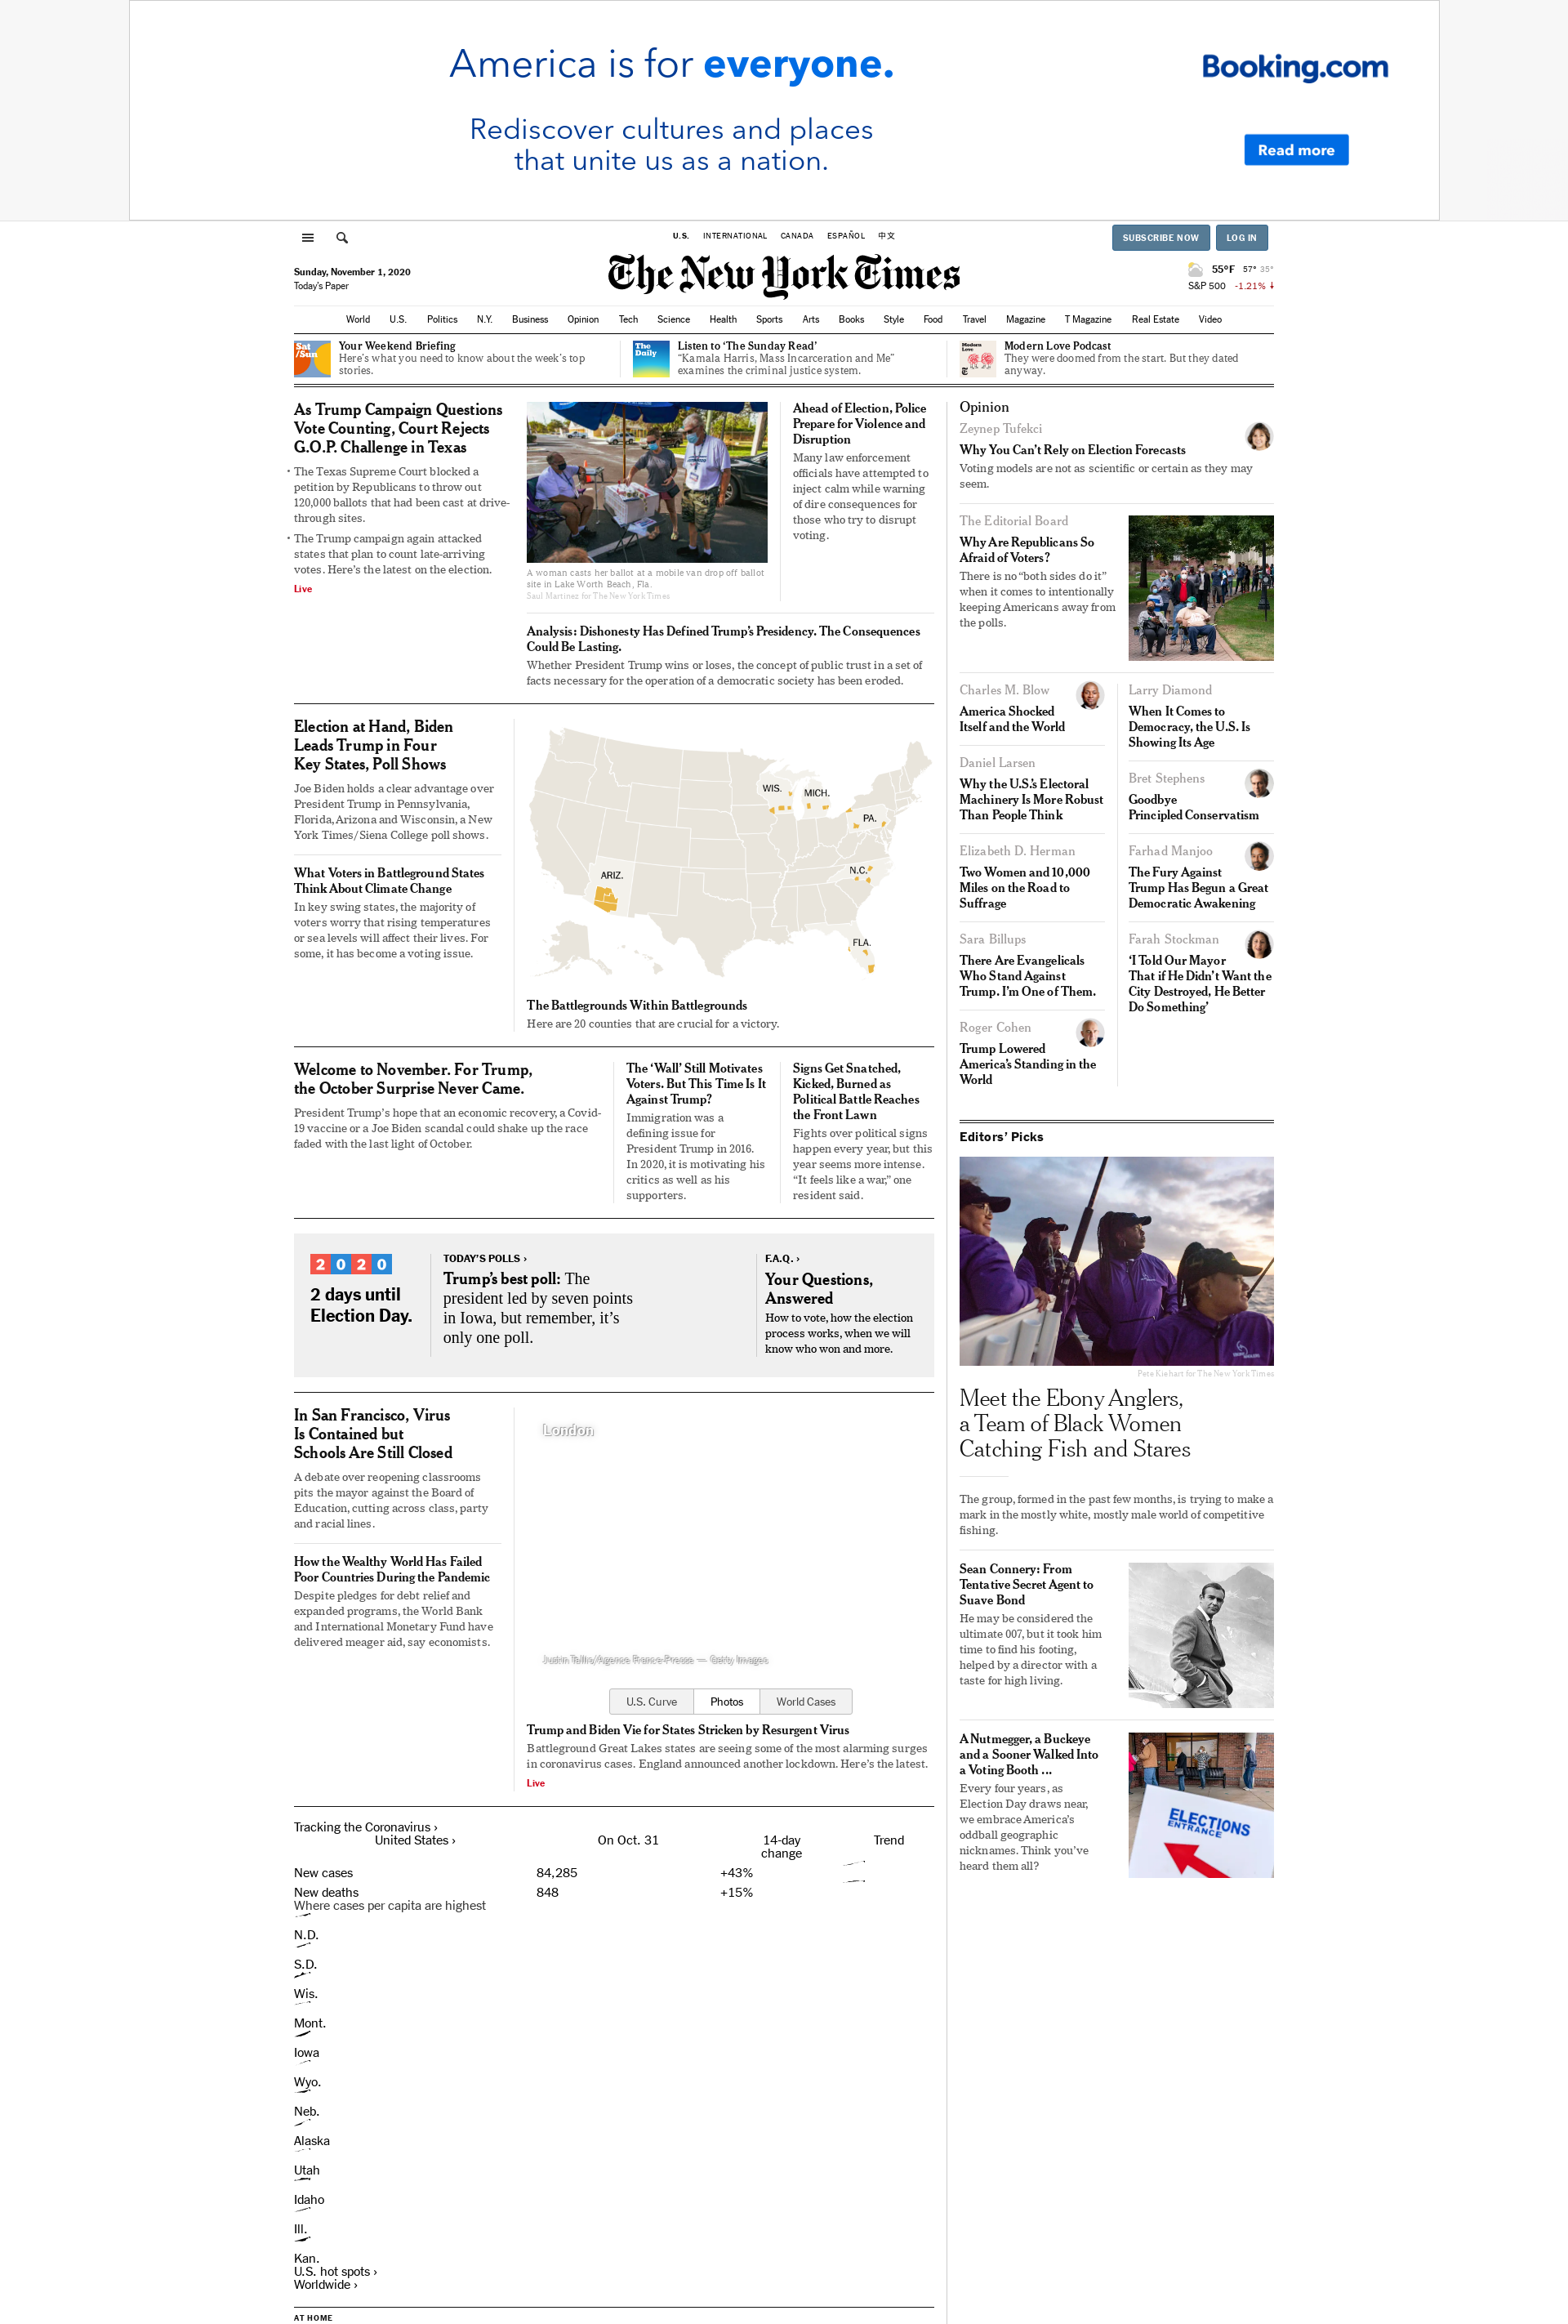 America is for everyone.
Booking.com
Rediscover cultures and places
that unite us as a nation.
Read more
U.S. INTERNATIONAL CANADA ESPAÑOL 中文
SUBSCRIBE NOW LOG IN
Sunday, November 1, 2020
Today's Paper
The New York Times
55°F 57° 35°
S&P 500 -1.21% ↓
World U.S. Politics N.Y. Business Opinion Tech Science Health Sports Arts Books Style Food Travel Magazine T Magazine Real Estate Video
Sat
/Sun
Your Weekend Briefing
Here's what you need to know about the week's top
stories.
The
Daily
Listen to ‘The Sunday Read’
“Kamala Harris, Mass Incarceration and Me”
examines the criminal justice system.
Modern
Love
Modern Love Podcast
They were doomed from the start. But they dated
anyway.
As Trump Campaign Questions
Vote Counting, Court Rejects
G.O.P. Challenge in Texas
• The Texas Supreme Court blocked a
petition by Republicans to throw out
120,000 ballots that had been cast at drive-
through sites.
• The Trump campaign again attacked
states that plan to count late-arriving
votes. Here's the latest on the election.
Live
A woman casts her ballot at a mobile van drop off ballot
site in Lake Worth Beach, Fla.
Saul Martinez for The New York Times
Ahead of Election, Police
Prepare for Violence and
Disruption
Many law enforcement
officials have attempted to
inject calm while warning
of dire consequences for
those who try to disrupt
voting.
Analysis: Dishonesty Has Defined Trump's Presidency. The Consequences
Could Be Lasting.
Whether President Trump wins or loses, the concept of public trust in a set of
facts necessary for the operation of a democratic society has been eroded.
Election at Hand, Biden
Leads Trump in Four
Key States, Poll Shows
Joe Biden holds a clear advantage over
President Trump in Pennsylvania,
Florida, Arizona and Wisconsin, a New
York Times/Siena College poll shows.
What Voters in Battleground States
Think About Climate Change
In key swing states, the majority of
voters worry that rising temperatures
or sea levels will affect their lives. For
some, it has become a voting issue.
WIS.
MICH.
PA.
N.C.
ARIZ.
FLA.
The Battlegrounds Within Battlegrounds
Here are 20 counties that are crucial for a victory.
Welcome to November. For Trump,
the October Surprise Never Came.
President Trump's hope that an economic recovery, a Covid-
19 vaccine or a Joe Biden scandal could shake up the race
faded with the last light of October.
The ‘Wall’ Still Motivates
Voters. But This Time Is It
Against Trump?
Immigration was a
defining issue for
President Trump in 2016.
In 2020, it is motivating his
critics as well as his
supporters.
Signs Get Snatched,
Kicked, Burned as
Political Battle Reaches
the Front Lawn
Fights over political signs
happen every year, but this
year seems more intense.
“It feels like a war,” one
resident said.
2020
2 days until
Election Day.
TODAY'S POLLS ›
Trump's best poll: The
president led by seven points
in Iowa, but remember, it's
only one poll.
F.A.Q. ›
Your Questions,
Answered
How to vote, how the election
process works, when we will
know who won and more.
In San Francisco, Virus
Is Contained but
Schools Are Still Closed
A debate over reopening classrooms
pits the mayor against the Board of
Education, cutting across class, party
and racial lines.
How the Wealthy World Has Failed
Poor Countries During the Pandemic
Despite pledges for debt relief and
expanded programs, the World Bank
and International Monetary Fund have
delivered meager aid, say economists.
London
Justin Tallis/Agence France-Presse — Getty Images
U.S. Curve Photos World Cases
Trump and Biden Vie for States Stricken by Resurgent Virus
Battleground Great Lakes states are seeing some of the most alarming surges
in coronavirus cases. England announced another lockdown. Here's the latest.
Live
Tracking the Coronavirus ›
United States › On Oct. 31 14-day change Trend
New cases 84,285 +43%
New deaths 848 +15%
Where cases per capita are highest
N.D.
S.D.
Wis.
Mont.
Iowa
Wyo.
Neb.
Alaska
Utah
Idaho
Ill.
Kan.
U.S. hot spots ›
Worldwide ›
AT HOME
Opinion
Zeynep Tufekci
Why You Can't Rely on Election Forecasts
Voting models are not as scientific or certain as they may
seem.
The Editorial Board
Why Are Republicans So
Afraid of Voters?
There is no “both sides do it”
when it comes to intentionally
keeping Americans away from
the polls.
Charles M. Blow
America Shocked
Itself and the World
Daniel Larsen
Why the U.S.'s Electoral
Machinery Is More Robust
Than People Think
Elizabeth D. Herman
Two Women and 10,000
Miles on the Road to
Suffrage
Sara Billups
There Are Evangelicals
Who Stand Against
Trump. I'm One of Them.
Roger Cohen
Trump Lowered
America's Standing in the
World
Larry Diamond
When It Comes to
Democracy, the U.S. Is
Showing Its Age
Bret Stephens
Goodbye
Principled Conservatism
Farhad Manjoo
The Fury Against
Trump Has Begun a Great
Democratic Awakening
Farah Stockman
‘I Told Our Mayor
That if He Didn't Want the
City Destroyed, He Better
Do Something’
Editors' Picks
Pete Kiehart for The New York Times
Meet the Ebony Anglers,
a Team of Black Women
Catching Fish and Stares
The group, formed in the past few months, is trying to make a
mark in the mostly white, mostly male world of competitive
fishing.
Sean Connery: From
Tentative Secret Agent to
Suave Bond
He may be considered the
ultimate 007, but it took him
time to find his footing,
helped by a director with a
taste for high living.
A Nutmegger, a Buckeye
and a Sooner Walked Into
a Voting Booth ...
Every four years, as
Election Day draws near,
we embrace America's
oddball geographic
nicknames. Think you've
heard them all?
ELECTIONS
ENTRANCE